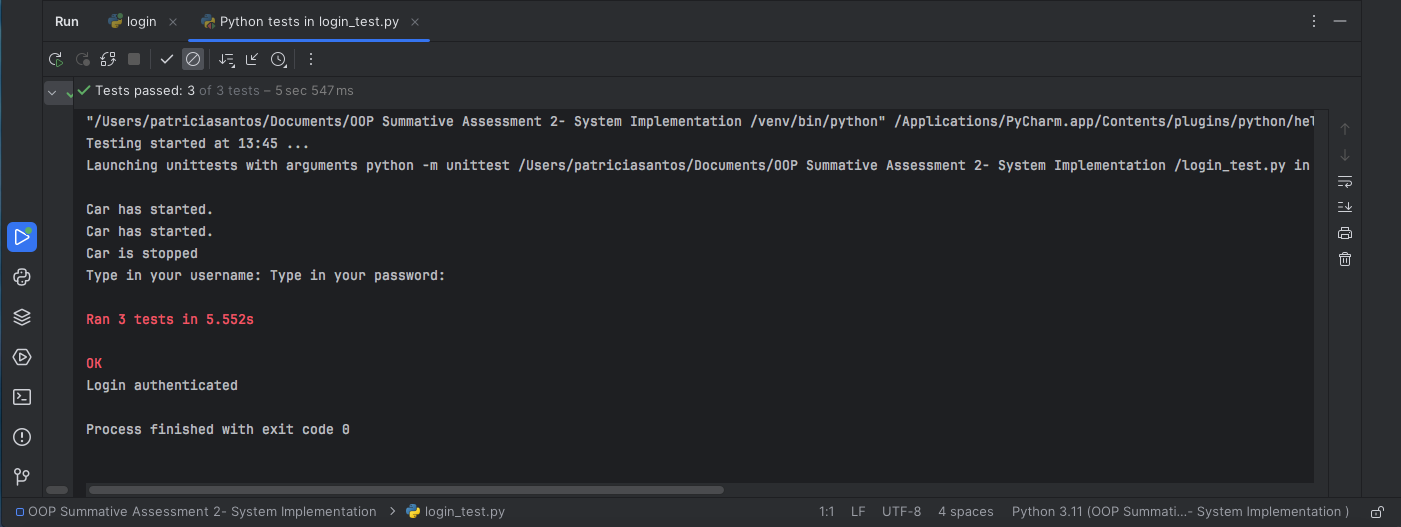 Run login Python tests in login_test.py
Tests passed: 3 of 3 tests – 5 sec 547 ms
"/Users/patriciasantos/Documents/OOP Summative Assessment 2- System Implementation /venv/bin/python" /Applications/PyCharm.app/Contents/plugins/python/hel
Testing started at 13:45 ...
Launching unittests with arguments python -m unittest /Users/patriciasantos/Documents/OOP Summative Assessment 2- System Implementation /login_test.py in
Car has started.
Car has started.
Car is stopped
Type in your username: Type in your password:
Ran 3 tests in 5.552s
OK
Login authenticated
Process finished with exit code 0
OOP Summative Assessment 2- System Implementation > login_test.py 1:1 LF UTF-8 4 spaces Python 3.11 (OOP Summati...- System Implementation )